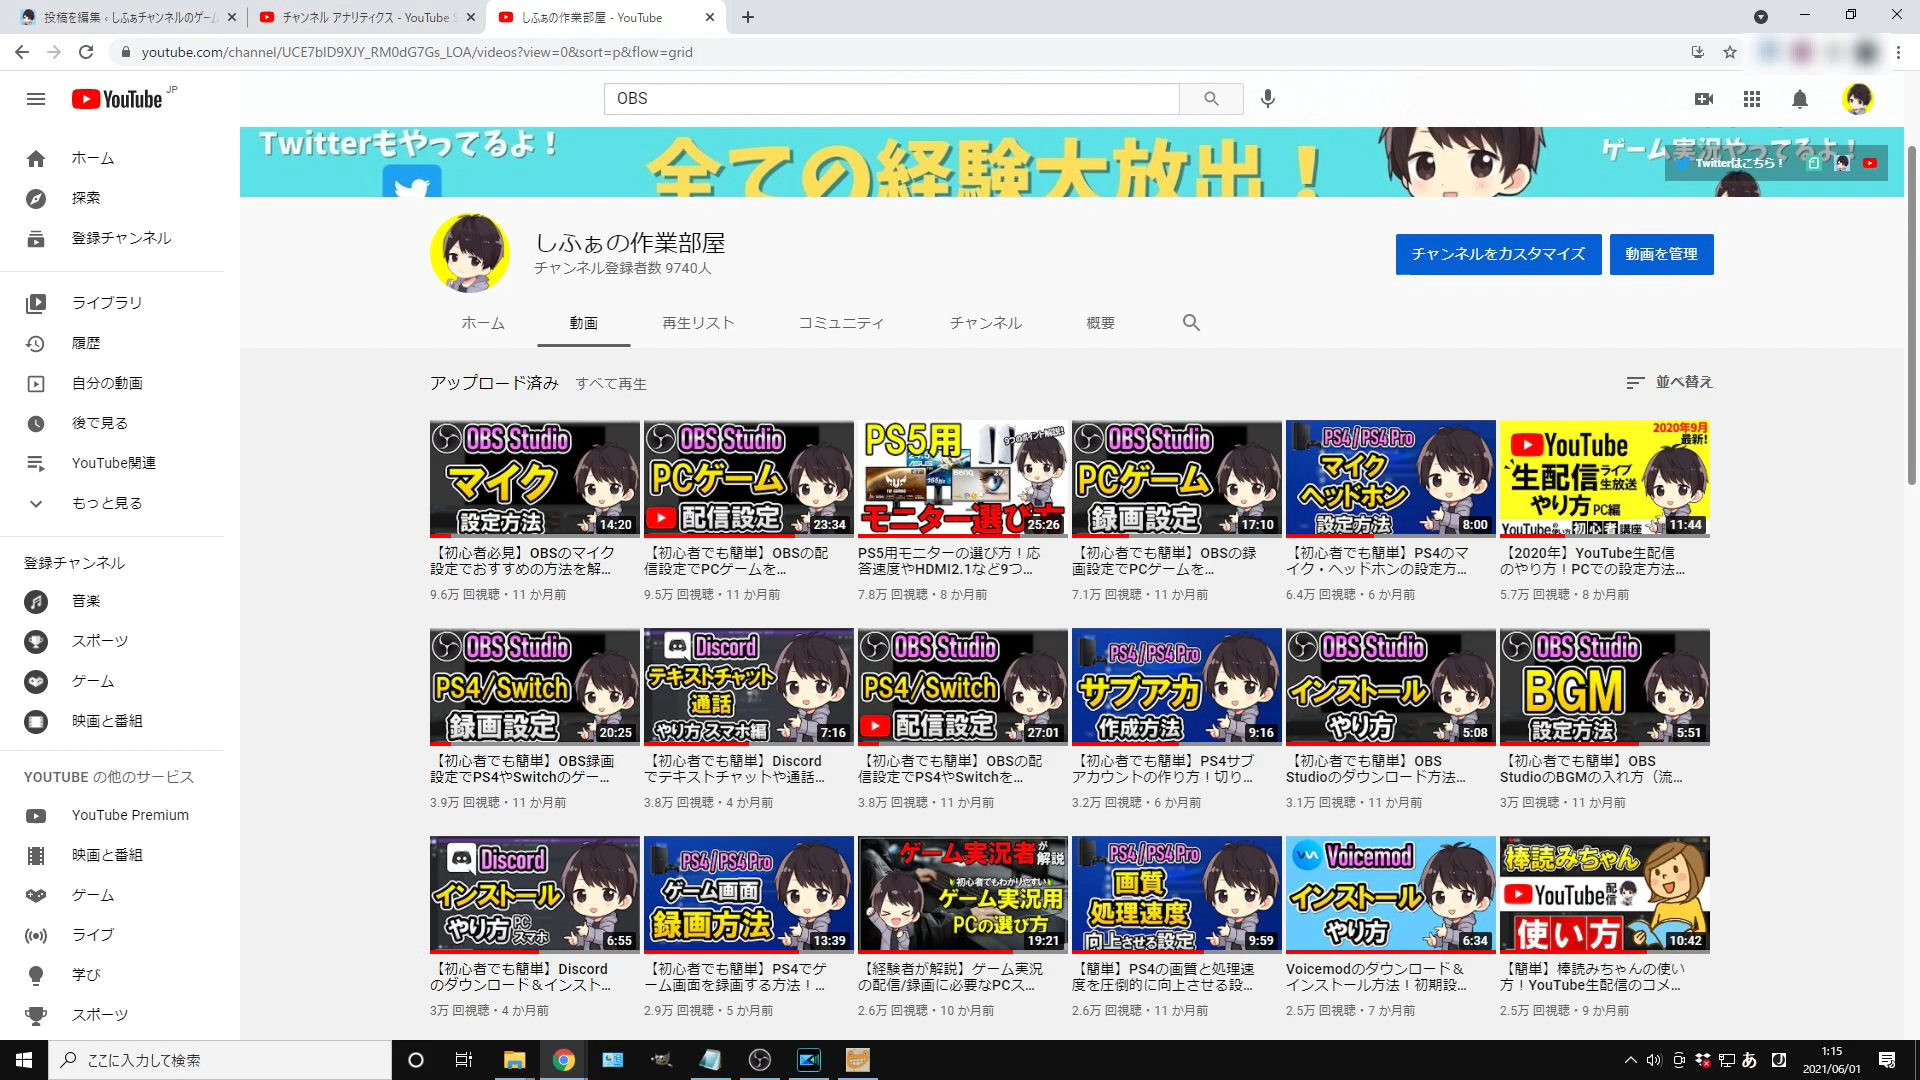 投稿を編集 ‹ しふぁチャンネルのゲーム
チャンネル アナリティクス - YouTube S
しふぁの作業部屋 - YouTube
youtube.com/channel/UCE7bID9XJY_RM0dG7Gs_LOA/videos?view=0&sort=p&flow=grid
YouTube JP
OBS
Twitterもやってるよ！
全ての経験大放出！
ゲーム実況やってるよ！
Twitterはこちら！
ホーム
探索
登録チャンネル
ライブラリ
履歴
自分の動画
後で見る
YouTube関連
もっと見る
登録チャンネル
音楽
スポーツ
ゲーム
映画と番組
YOUTUBE の他のサービス
YouTube Premium
映画と番組
ゲーム
ライブ
学び
スポーツ
しふぁの作業部屋
チャンネル登録者数 9740人
チャンネルをカスタマイズ
動画を管理
ホーム
動画
再生リスト
コミュニティ
チャンネル
概要
アップロード済み
すべて再生
並べ替え
OBS Studio
マイク
設定方法
14:20
【初心者必見】OBSのマイク
設定でおすすめの方法を解...
9.6万 回視聴・11 か月前
OBS Studio
PCゲーム
配信設定
23:34
【初心者でも簡単】OBSの配
信設定でPCゲームを...
9.5万 回視聴・11 か月前
PS5用
9つのポイント解説!
モニター選び方
25:26
PS5用モニターの選び方！応
答速度やHDMI2.1など9つ...
7.8万 回視聴・8 か月前
OBS Studio
PCゲーム
録画設定
17:10
【初心者でも簡単】OBSの録
画設定でPCゲームを...
7.1万 回視聴・11 か月前
PS4/PS4 Pro
マイク
ヘッドホン
設定方法
8:00
【初心者でも簡単】PS4のマ
イク・ヘッドホンの設定方...
6.4万 回視聴・6 か月前
2020年9月
最新!
YouTube
生配信
ライブ
生放送
やり方 PC編
YouTubeの使い方 初心者講座
11:44
【2020年】YouTube生配信
のやり方！PCでの設定方法...
5.7万 回視聴・8 か月前
OBS Studio
PS4/Switch
録画設定
20:25
【初心者でも簡単】OBS録画
設定でPS4やSwitchのゲー...
3.9万 回視聴・11 か月前
Discord
テキストチャット
通話
やり方 スマホ編
7:16
【初心者でも簡単】Discord
でテキストチャットや通話...
3.8万 回視聴・4 か月前
OBS Studio
PS4/Switch
配信設定
27:01
【初心者でも簡単】OBSの配
信設定でPS4やSwitchを...
3.8万 回視聴・11 か月前
PS4/PS4 Pro
サブアカ
作成方法
9:16
【初心者でも簡単】PS4サブ
アカウントの作り方！切り...
3.2万 回視聴・6 か月前
OBS Studio
インストール
やり方
5:08
【初心者でも簡単】OBS
Studioのダウンロード方法...
3.1万 回視聴・11 か月前
OBS Studio
BGM
設定方法
5:51
【初心者でも簡単】OBS
StudioのBGMの入れ方（流...
3万 回視聴・11 か月前
Discord
インストール
やり方 PC スマホ
6:55
【初心者でも簡単】Discord
のダウンロード＆インスト...
3万 回視聴・4 か月前
PS4/PS4 Pro
ゲーム画面
録画方法
13:39
【初心者でも簡単】PS4でゲ
ーム画面を録画する方法！...
2.9万 回視聴・5 か月前
ゲーム実況者が解説
初心者でもわかりやすい
ゲーム実況用
PCの選び方
19:21
【経験者が解説】ゲーム実況
の配信/録画に必要なPCス...
2.6万 回視聴・10 か月前
PS4/PS4 Pro
画質
処理速度
向上させる設定
9:59
【簡単】PS4の画質と処理速
度を圧倒的に向上させる設...
2.6万 回視聴・11 か月前
Voicemod
インストール
やり方
6:34
Voicemodのダウンロード＆
インストール方法！初期設...
2.5万 回視聴・7 か月前
棒読みちゃん
YouTube配信
使い方
10:42
【簡単】棒読みちゃんの使い
方！YouTube生配信のコメ...
2.5万 回視聴・9 か月前
ここに入力して検索
あ
1:15
2021/06/01